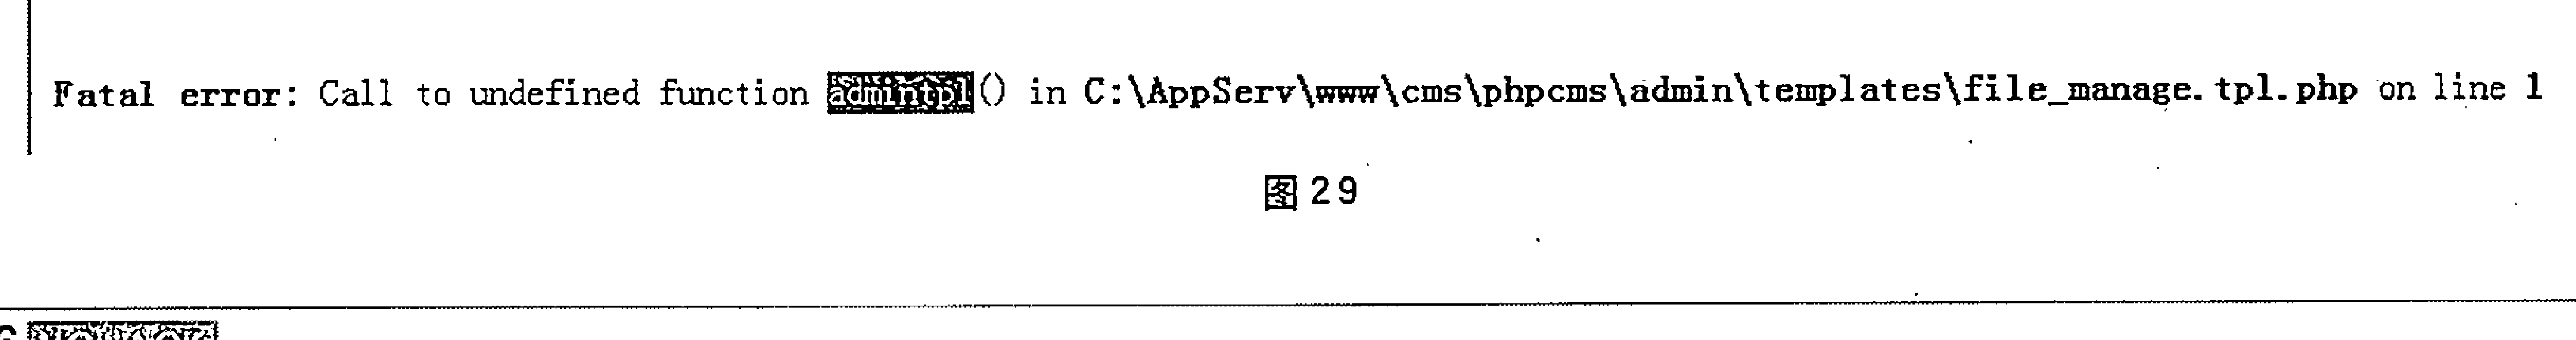 Fatal error: Call to undefined function admintpl() in C:\AppServ\www\cms\phpcms\admin\templates\file_manage.tpl.php on line 1
图29